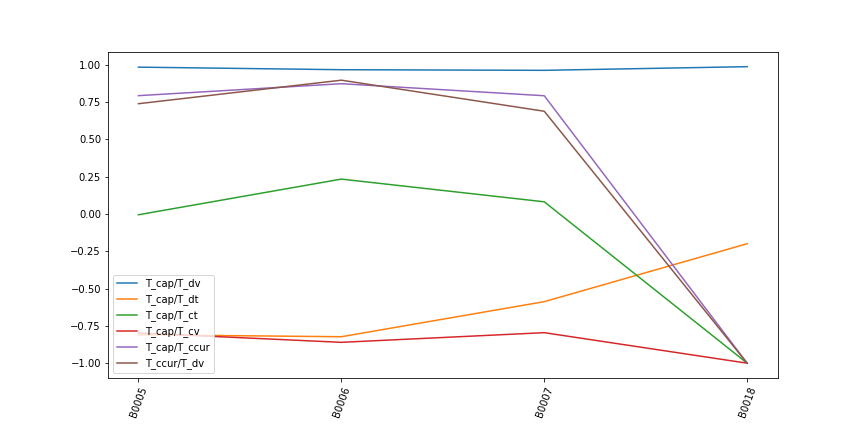 1.00
0.75
0.50
0.25
0.00
−0.25
−0.50
−0.75
−1.00
T_cap/T_dv
T_cap/T_dt
T_cap/T_ct
T_cap/T_cv
T_cap/T_ccur
T_ccur/T_dv
B0005
B0006
B0007
B0018